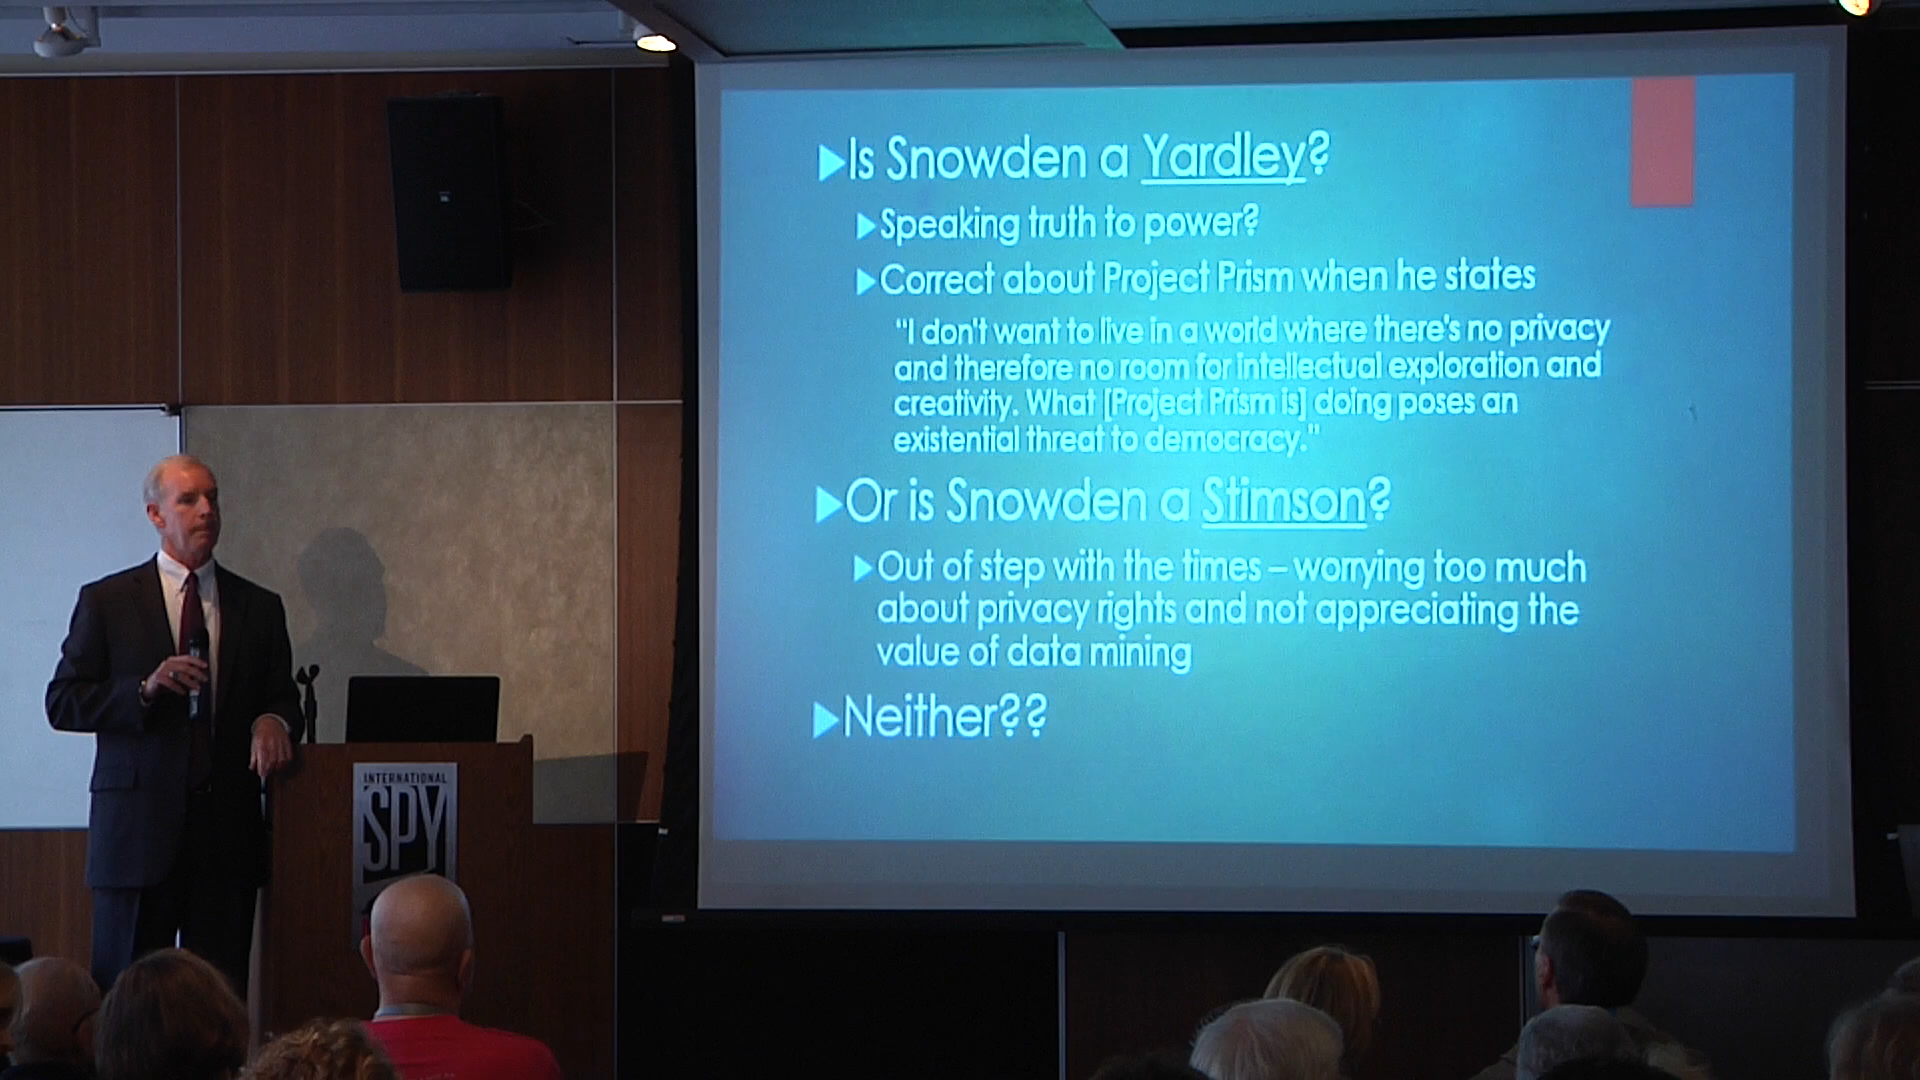 Is Snowden a Yardley?
Speaking truth to power?
Correct about Project Prism when he states
"I don't want to live in a world where there's no privacy
and therefore no room for intellectual exploration and
creativity. What [Project Prism is] doing poses an
existential threat to democracy."
Or is Snowden a Stimson?
Out of step with the times – worrying too much
about privacy rights and not appreciating the
value of data mining
Neither??
INTERNATIONAL
SPY